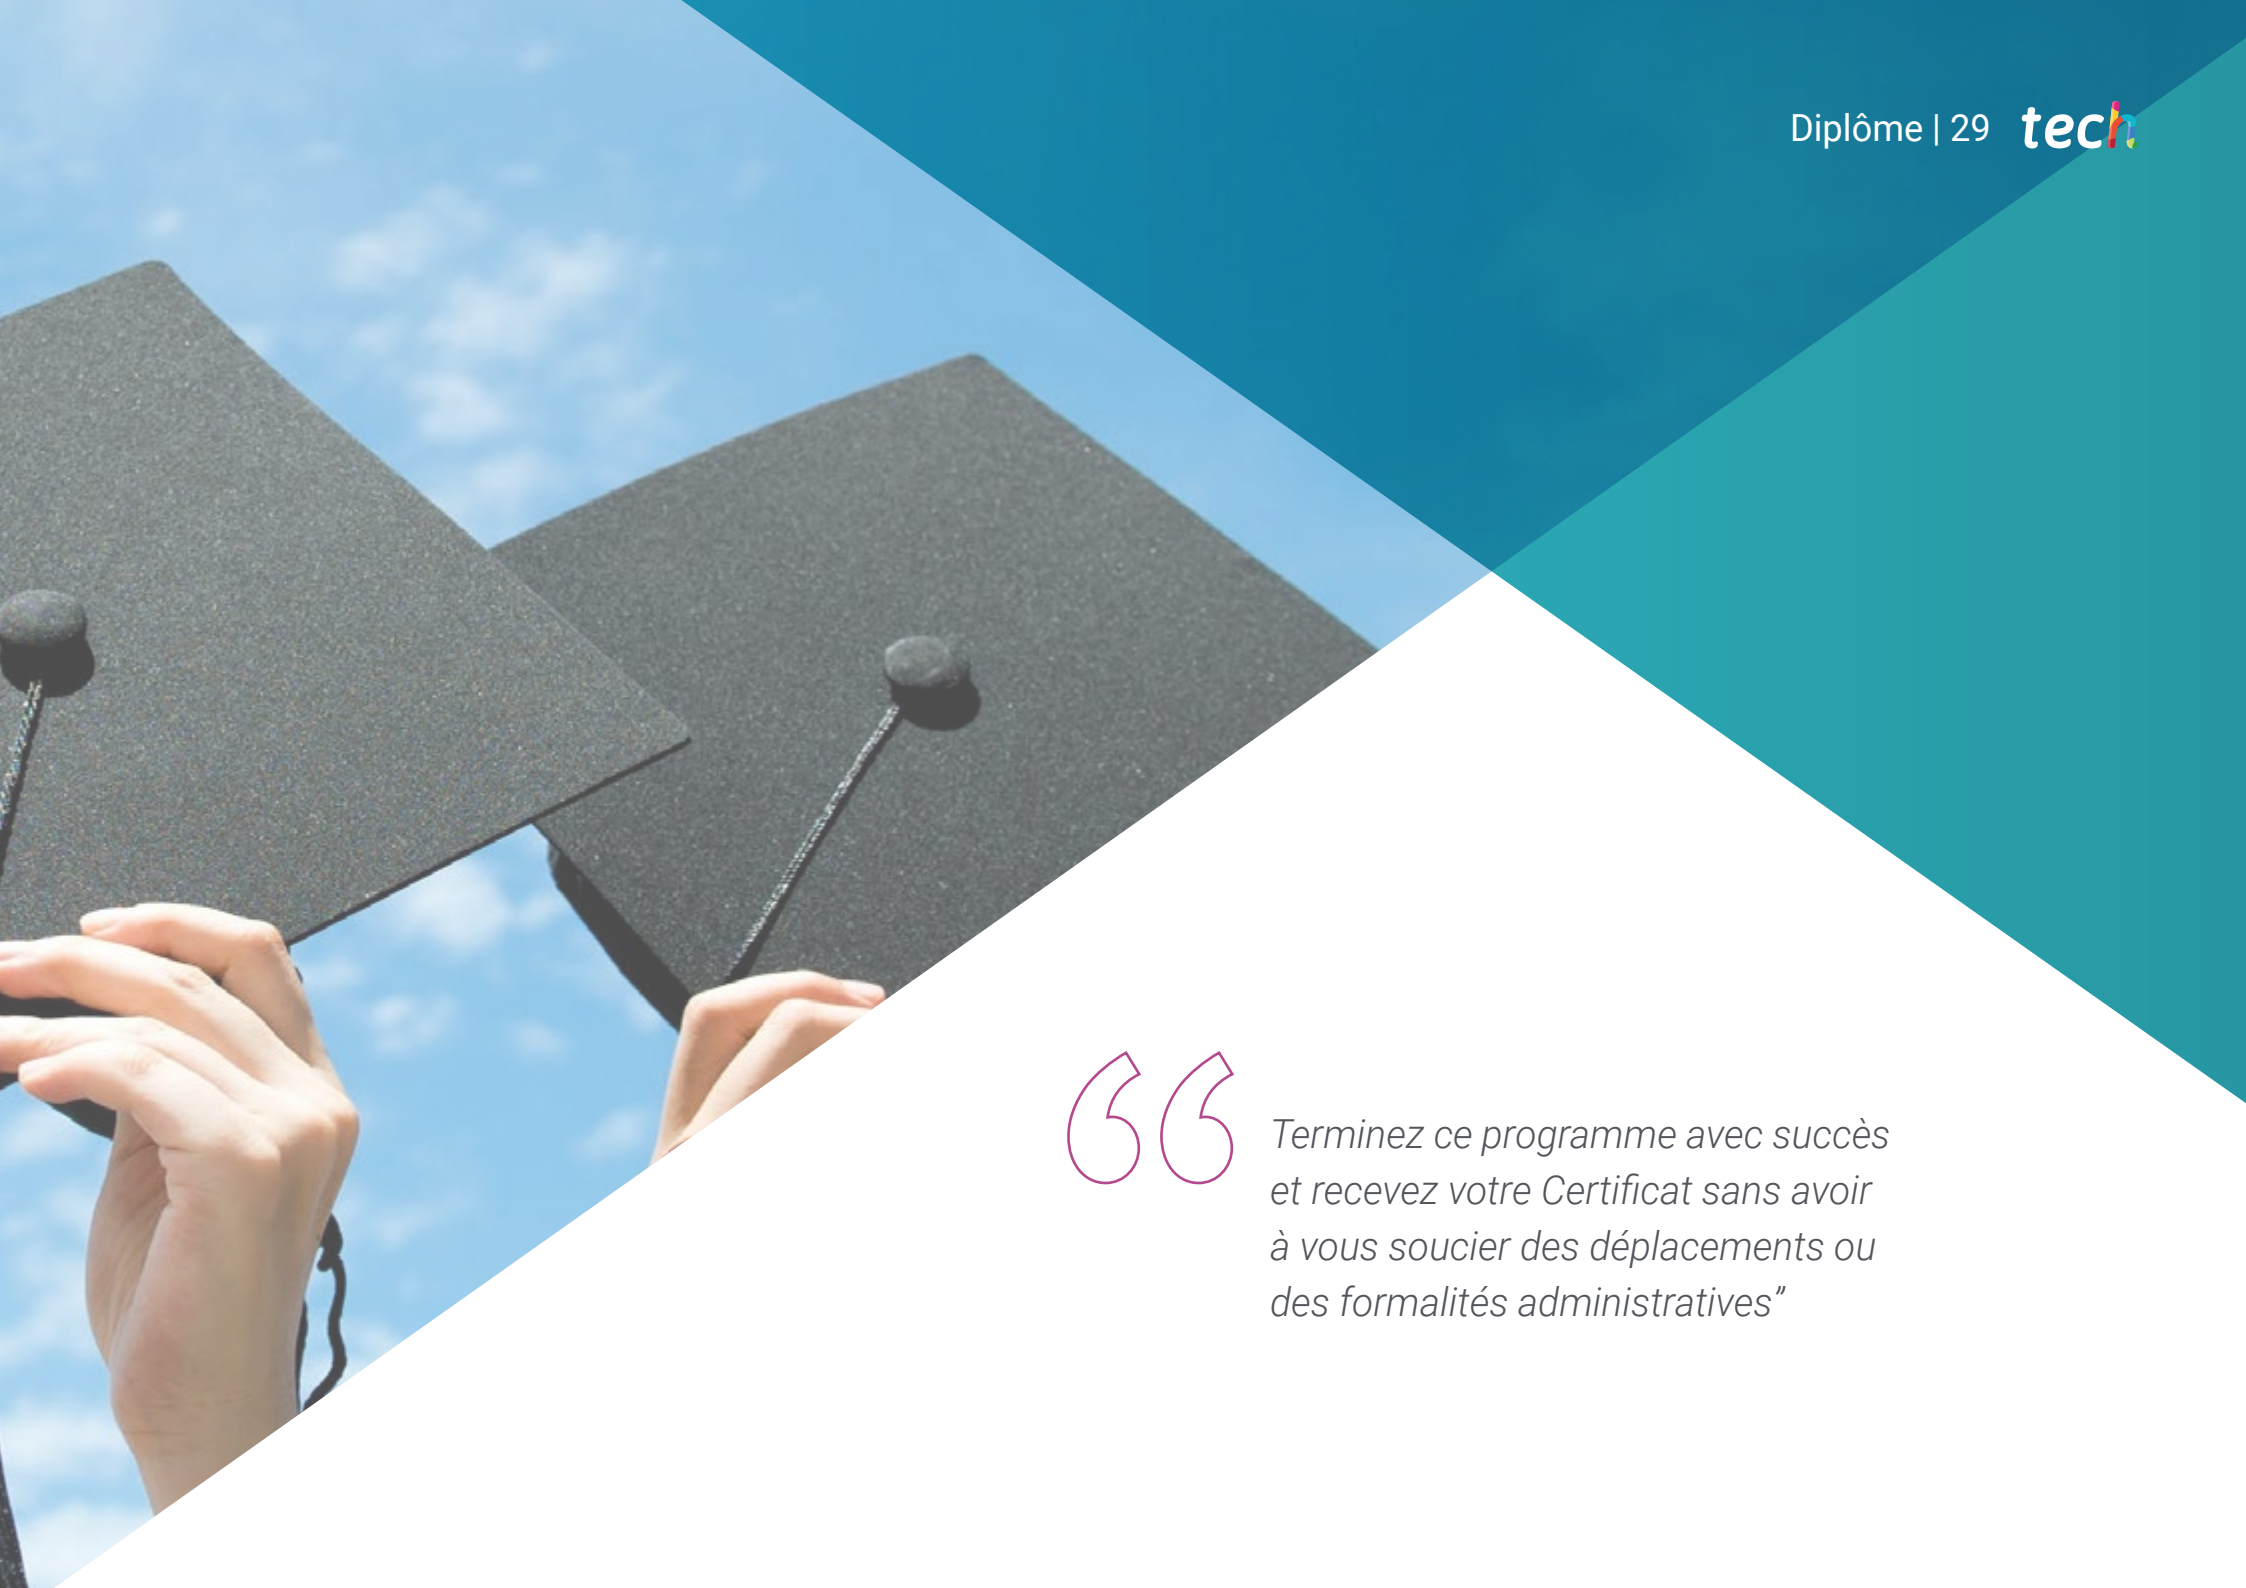 Diplôme | 29 tech
Terminez ce programme avec succès
et recevez votre Certificat sans avoir
à vous soucier des déplacements ou
des formalités administratives”